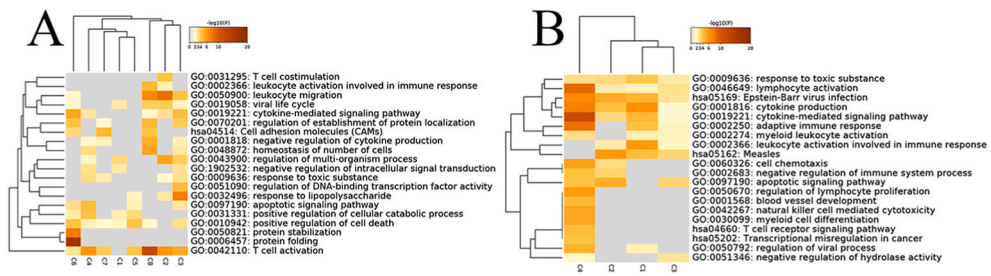 A
-log10(P)
0 2 3 4 6 10 20
GO:0031295: T cell costimulation
GO:0002366: leukocyte activation involved in immune response
GO:0050900: leukocyte migration
GO:0019058: viral life cycle
GO:0019221: cytokine-mediated signaling pathway
GO:0070201: regulation of establishment of protein localization
hsa04514: Cell adhesion molecules (CAMs)
GO:0001818: negative regulation of cytokine production
GO:0048872: homeostasis of number of cells
GO:0043900: regulation of multi-organism process
GO:1902532: negative regulation of intracellular signal transduction
GO:0009636: response to toxic substance
GO:0051090: regulation of DNA-binding transcription factor activity
GO:0032496: response to lipopolysaccharide
GO:0097190: apoptotic signaling pathway
GO:0031331: positive regulation of cellular catabolic process
GO:0010942: positive regulation of cell death
GO:0050821: protein stabilization
GO:0006457: protein folding
GO:0042110: T cell activation
C6 C4 C7 C1 C5 C8 C2 C3
B
-log10(P)
0 2 3 4 6 10 20
GO:0009636: response to toxic substance
GO:0046649: lymphocyte activation
hsa05169: Epstein-Barr virus infection
GO:0001816: cytokine production
GO:0019221: cytokine-mediated signaling pathway
GO:0002250: adaptive immune response
GO:0002274: myeloid leukocyte activation
GO:0002366: leukocyte activation involved in immune response
hsa05162: Measles
GO:0060326: cell chemotaxis
GO:0002683: negative regulation of immune system process
GO:0097190: apoptotic signaling pathway
GO:0050670: regulation of lymphocyte proliferation
GO:0001568: blood vessel development
GO:0042267: natural killer cell mediated cytotoxicity
GO:0030099: myeloid cell differentiation
hsa04660: T cell receptor signaling pathway
hsa05202: Transcriptional misregulation in cancer
GO:0050792: regulation of viral process
GO:0051346: negative regulation of hydrolase activity
C4 C2 C1 C3